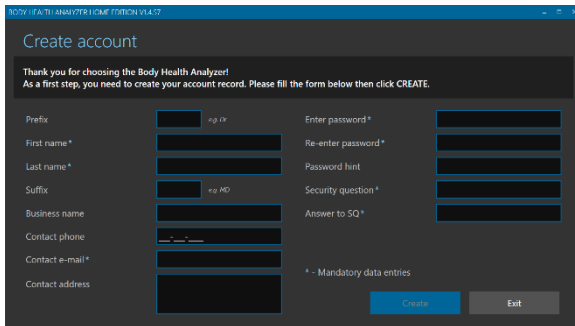 BODY HEALTH ANALYZER HOME EDITION V1.4.57
Create account
Thank you for choosing the Body Health Analyzer!
As a first step, you need to create your account record. Please fill the form below then click CREATE.
Prefix
e.g. Dr
First name*
Last name*
Suffix
e.g. MD
Business name
Contact phone
__-__-___
Contact e-mail*
Contact address
Enter password*
Re-enter password*
Password hint
Security question*
Answer to SQ*
* - Mandatory data entries
Create
Exit